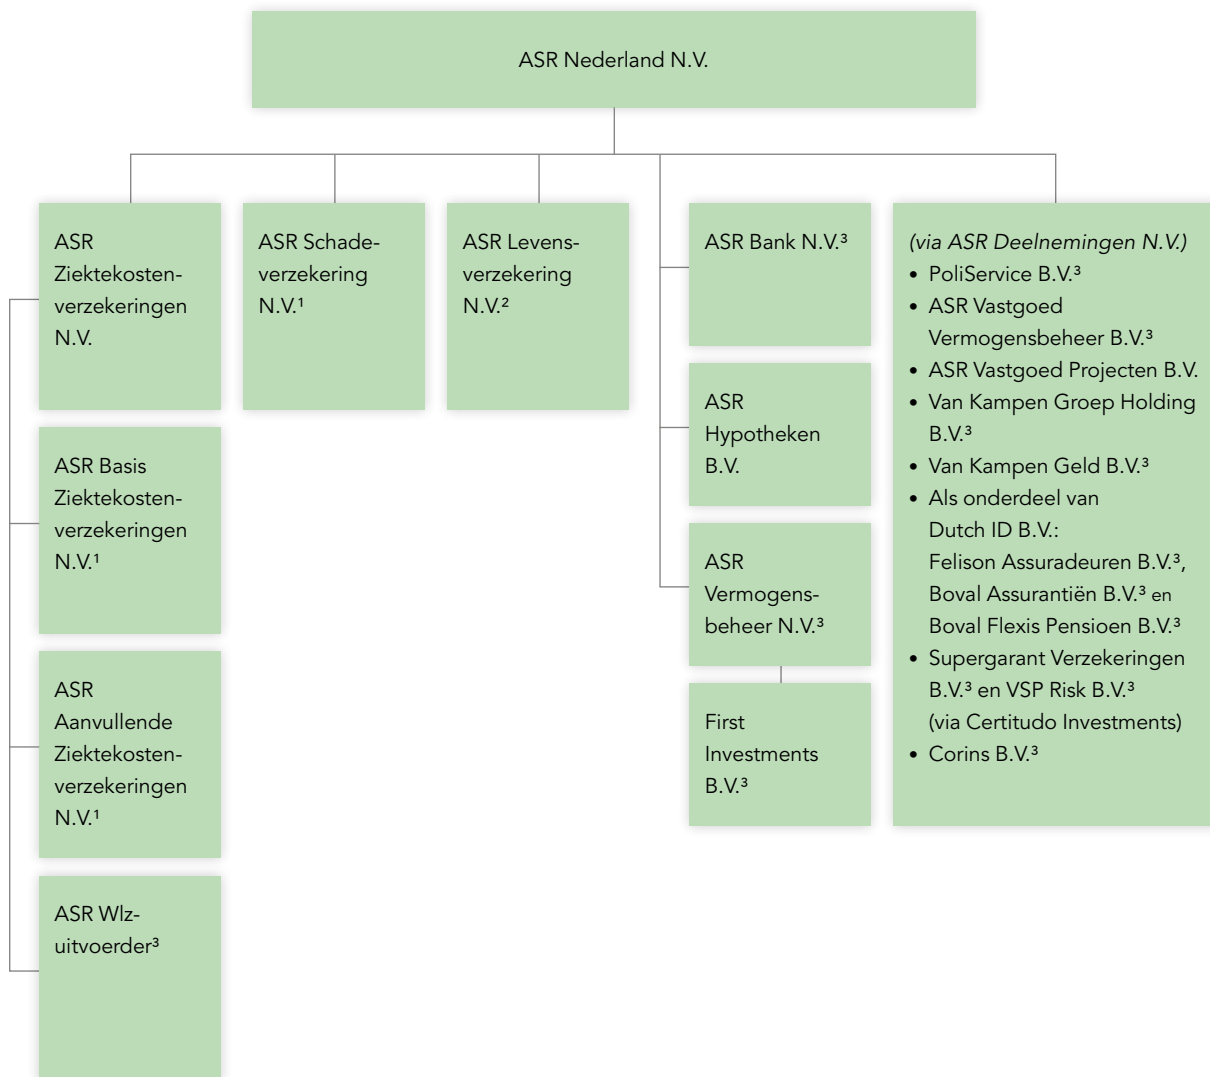 ASR Nederland N.V.
ASR
Ziektekosten-
verzekeringen
N.V.
ASR Schade-
verzekering
N.V.¹
ASR Levens-
verzekering
N.V.²
ASR Bank N.V.³
(via ASR Deelnemingen N.V.)
• PoliService B.V.³
• ASR Vastgoed
Vermogensbeheer B.V.³
• ASR Vastgoed Projecten B.V.
• Van Kampen Groep Holding
B.V.³
• Van Kampen Geld B.V.³
• Als onderdeel van
Dutch ID B.V.:
Felison Assuradeuren B.V.³,
Boval Assurantiën B.V.³ en
Boval Flexis Pensioen B.V.³
• Supergarant Verzekeringen
B.V.³ en VSP Risk B.V.³
(via Certitudo Investments)
• Corins B.V.³
ASR
Hypotheken
B.V.
ASR Basis
Ziektekosten-
verzekeringen
N.V.¹
ASR
Vermogens-
beheer N.V.³
ASR
Aanvullende
Ziektekosten-
verzekeringen
N.V.¹
First
Investments
B.V.³
ASR Wlz-
uitvoerder³